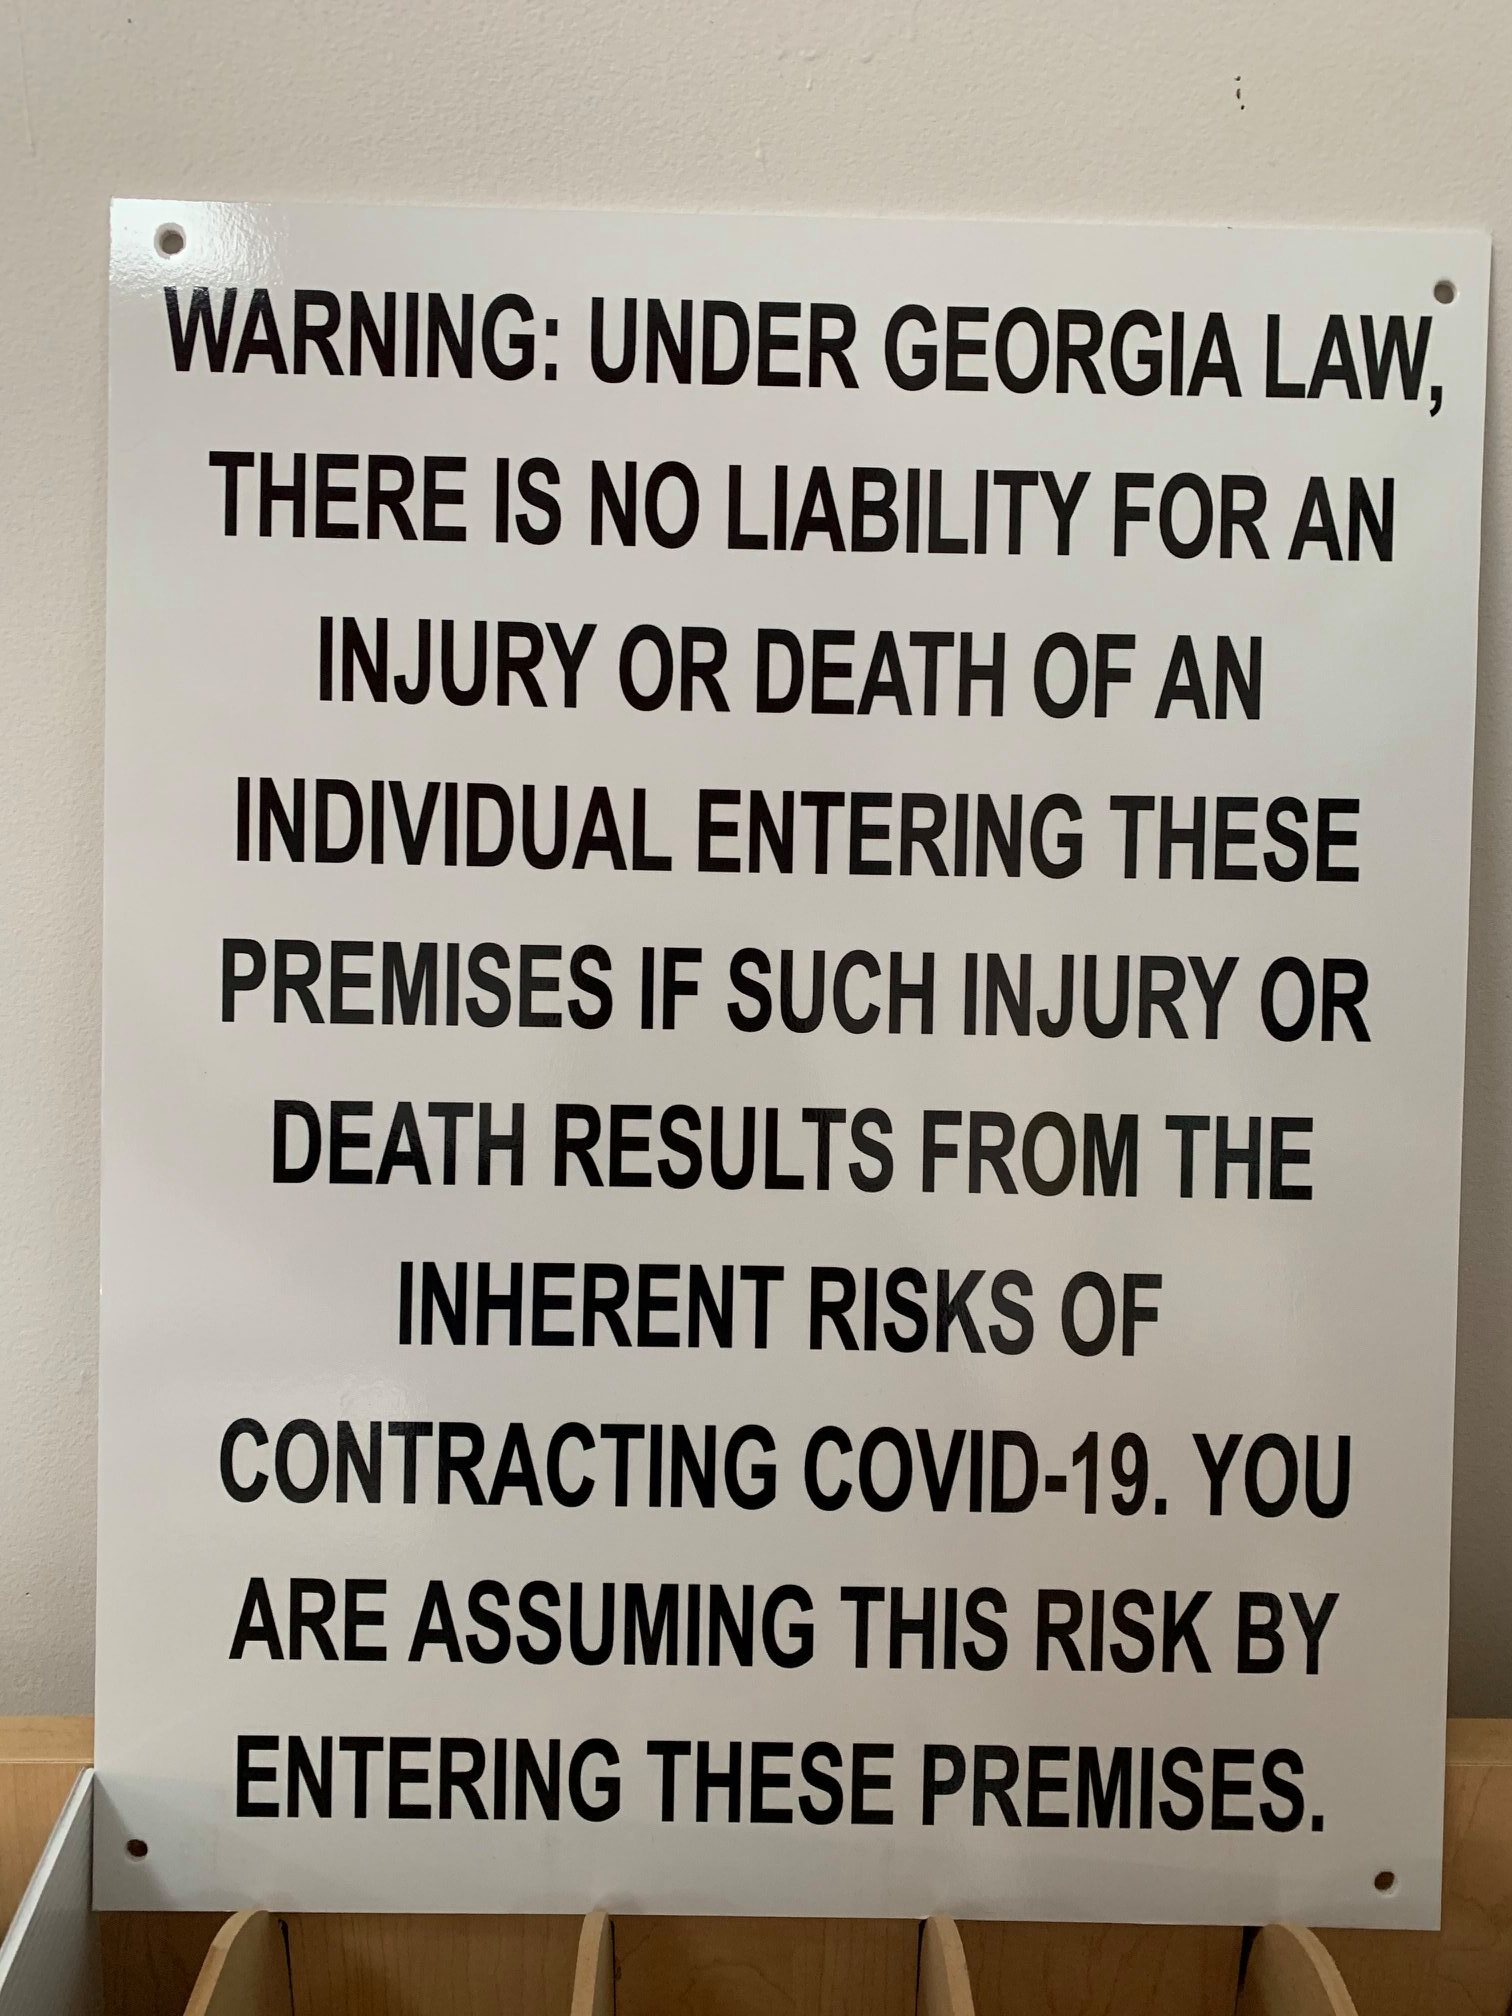 WARNING: UNDER GEORGIA LAW,
THERE IS NO LIABILITY FOR AN
INJURY OR DEATH OF AN
INDIVIDUAL ENTERING THESE
PREMISES IF SUCH INJURY OR
DEATH RESULTS FROM THE
INHERENT RISKS OF
CONTRACTING COVID-19. YOU
ARE ASSUMING THIS RISK BY
ENTERING THESE PREMISES.